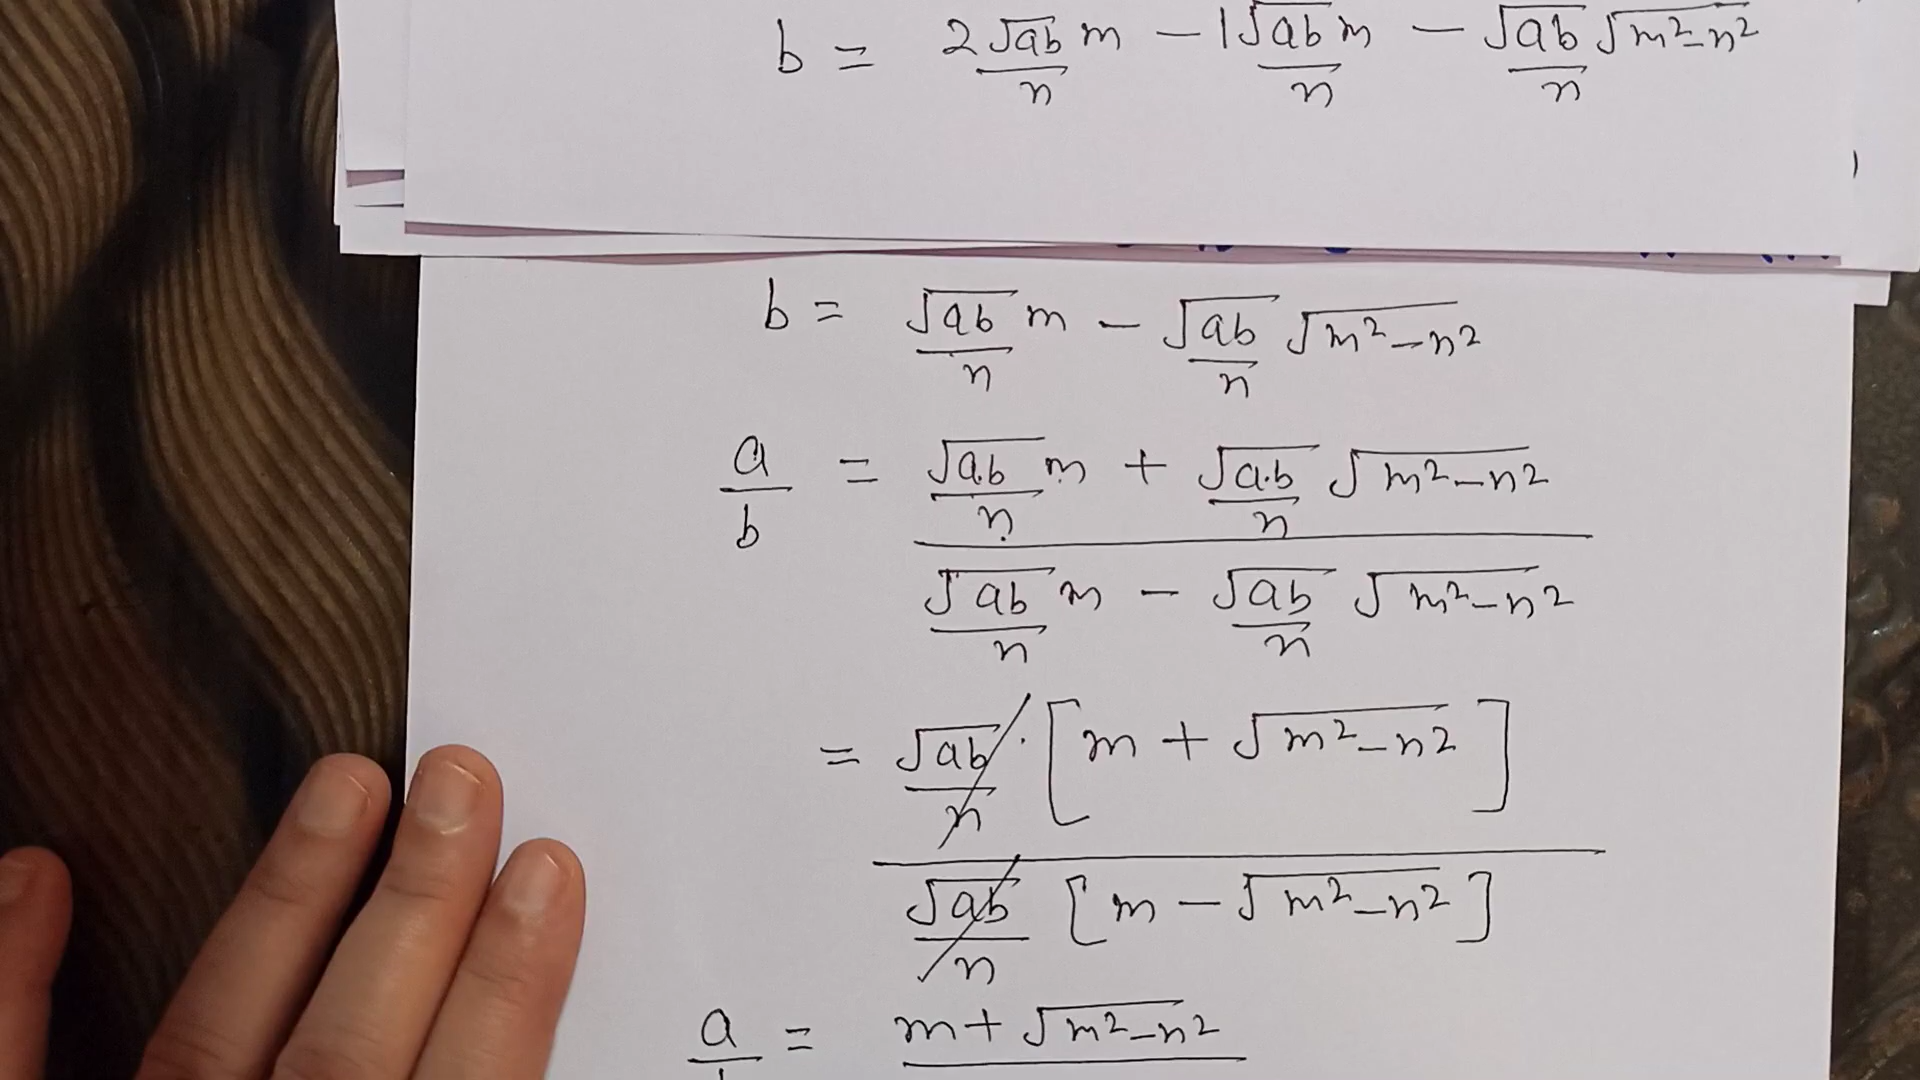 b = 2√ab/n m − 1√ab/n m − √ab/n √m²−n²
b = √ab/n m − √ab/n √m²−n²
a/b = (√a.b/n m + √a.b/n √m²−n²) / (√ab/n m − √ab/n √m²−n²)
= √ab/n · [m + √m²−n²] / √ab/n [m − √m²−n²]
a = m + √m²−n²